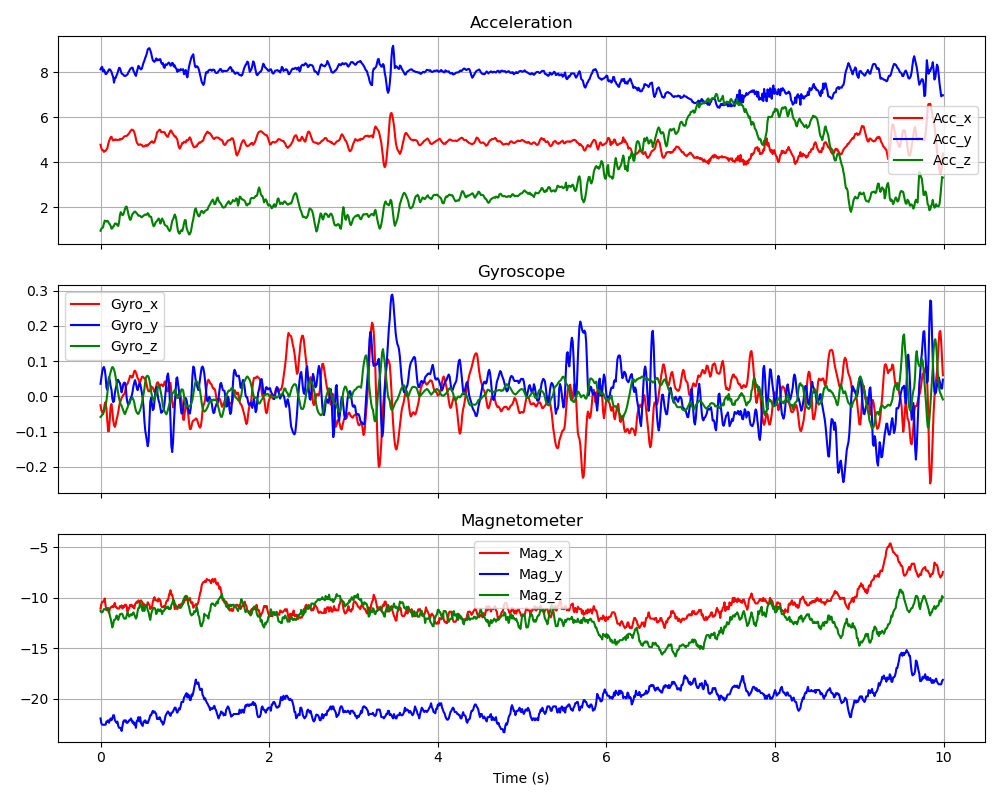 Acceleration
8
6
4
2
Acc_x
Acc_y
Acc_z
Gyroscope
0.3
0.2
0.1
0.0
−0.1
−0.2
Gyro_x
Gyro_y
Gyro_z
Magnetometer
−5
−10
−15
−20
Mag_x
Mag_y
Mag_z
0 2 4 6 8 10
Time (s)